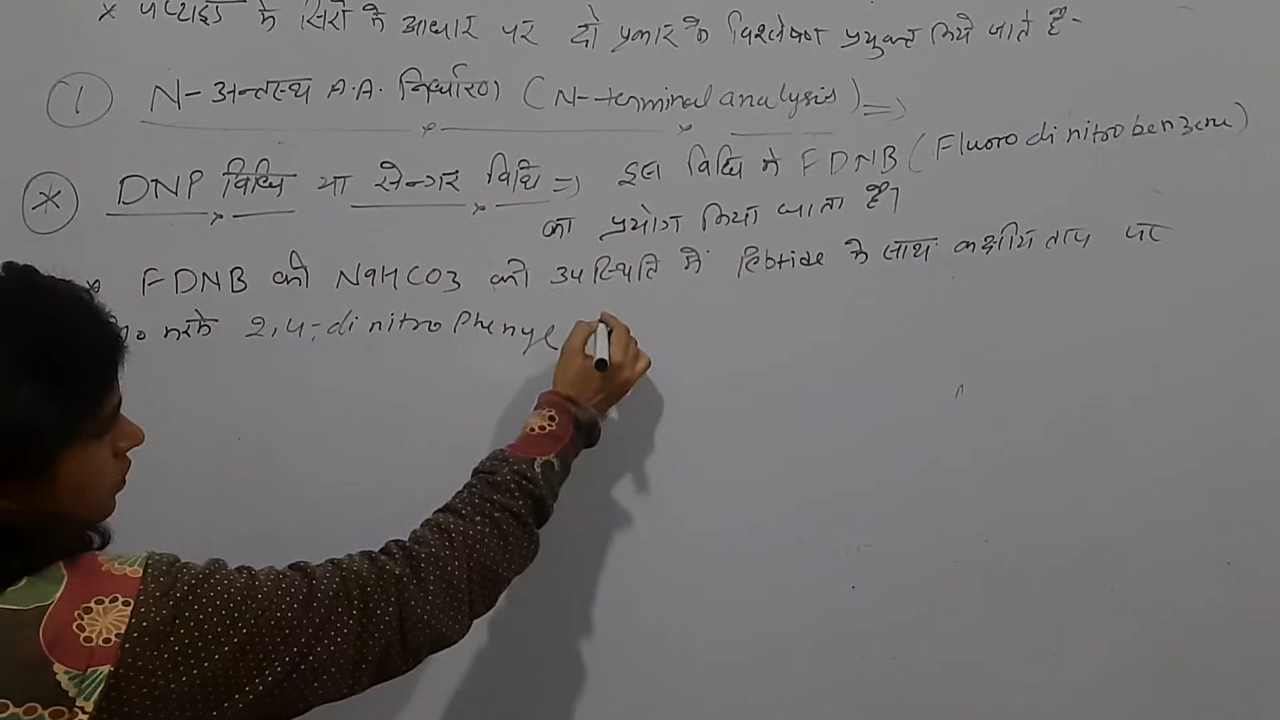 * पेप्टाइड के सिरों के आधार पर दो प्रकार के विश्लेषण प्रयुक्त किये जाते हैं-
(1) N-अन्तस्थ A.A. निर्धारण (N-terminal analysis) =>
* DNP विधि या सेन्गर विधि => इस विधि मे FDNB (Fluoro di nitro benzene)
का प्रयोग किया जाता है।
* FDNB की NaHCO3 की उपस्थिति में के साथ कक्षीय ताप पर
करके 2,4,-di nitro Phenyl